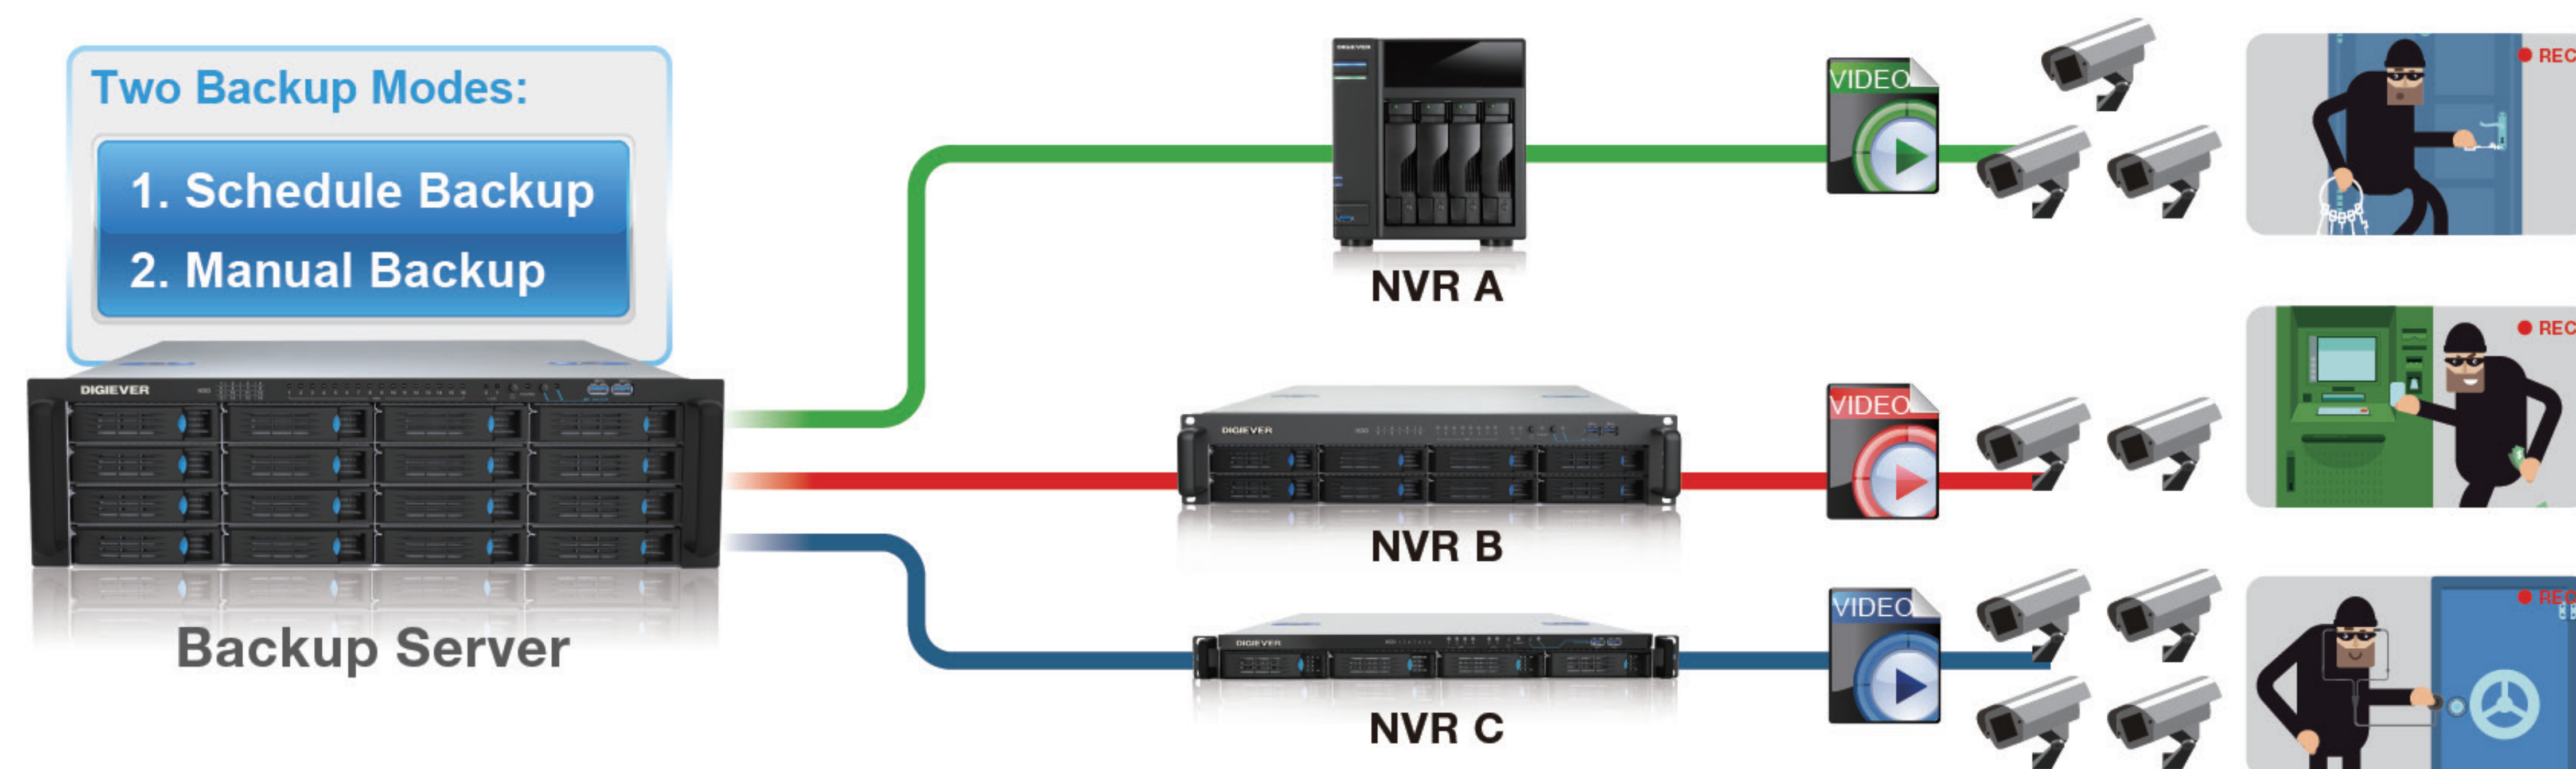 Two Backup Modes:
1. Schedule Backup
2. Manual Backup
DIGIEVER
Backup Server
DIGIEVER
NVR A
VIDEO
REC
DIGIEVER
NVR B
VIDEO
REC
DIGIEVER
NVR C
VIDEO
REC